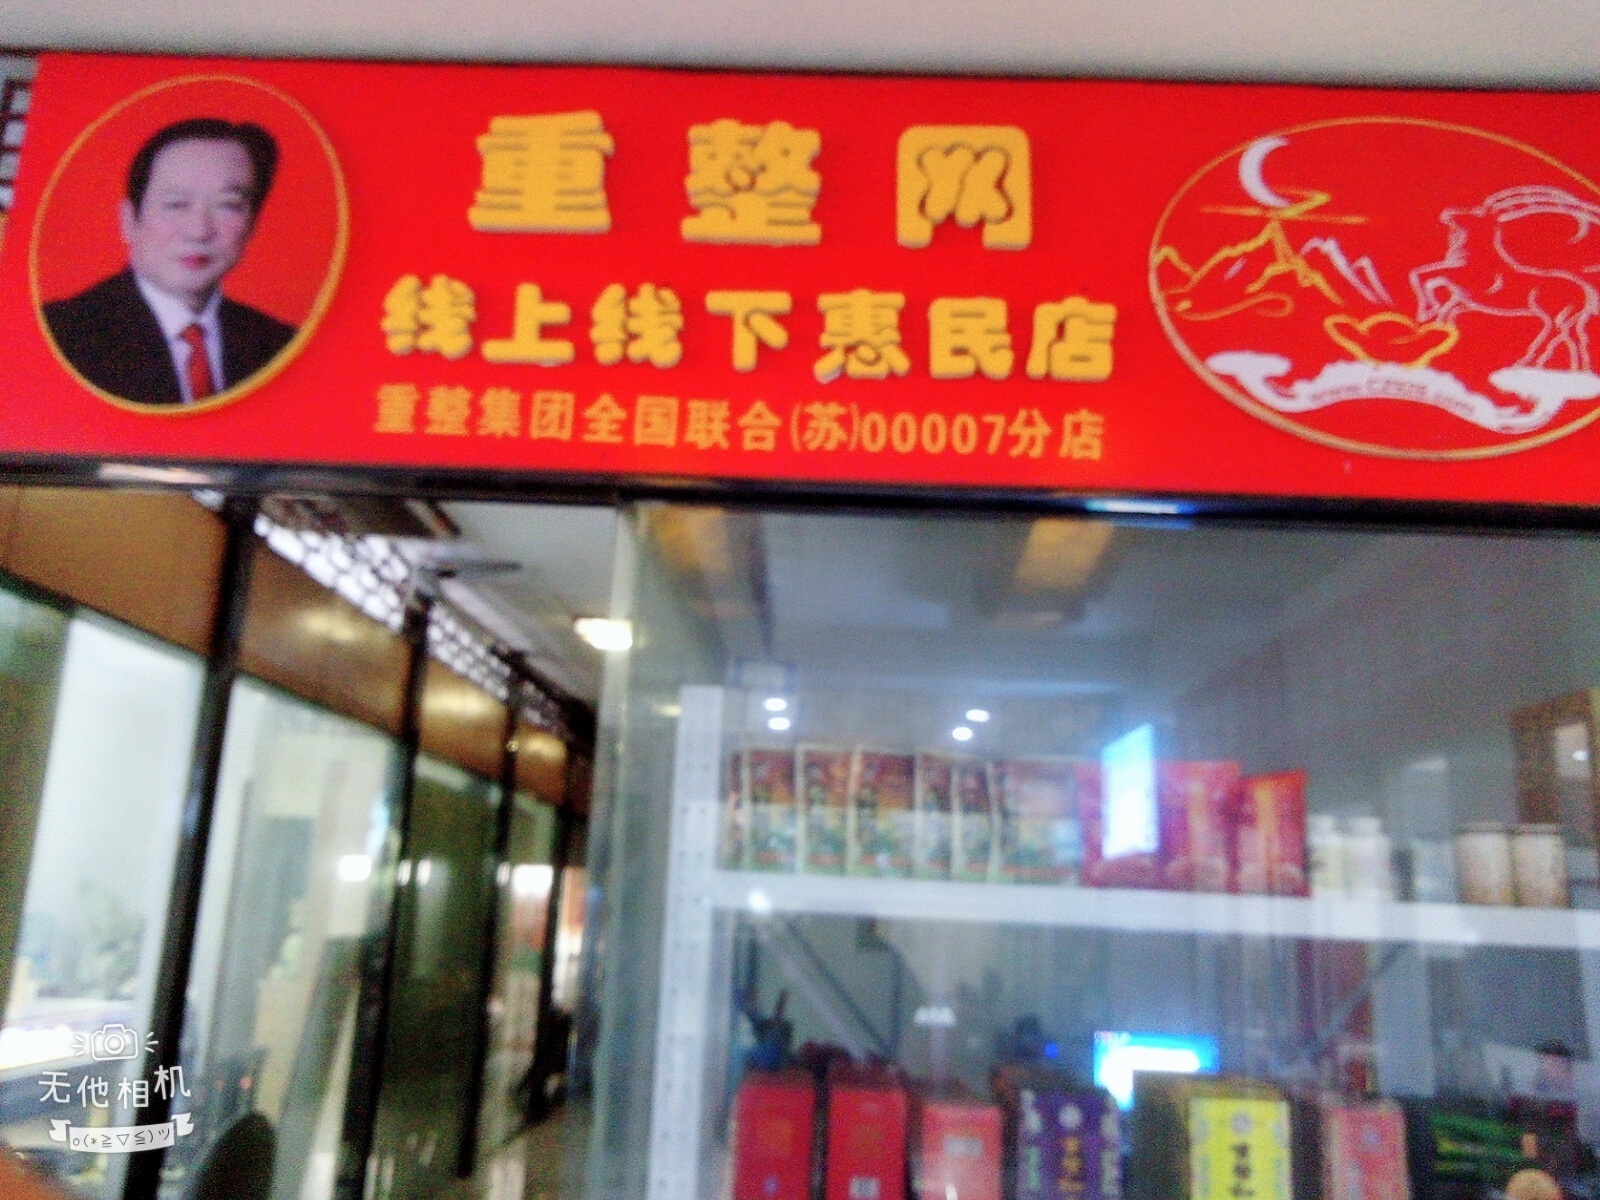 重整网
线上线下惠民店
重整集团全国联合(苏)00007分店
无他相机
o(*≧▽≦)ツ